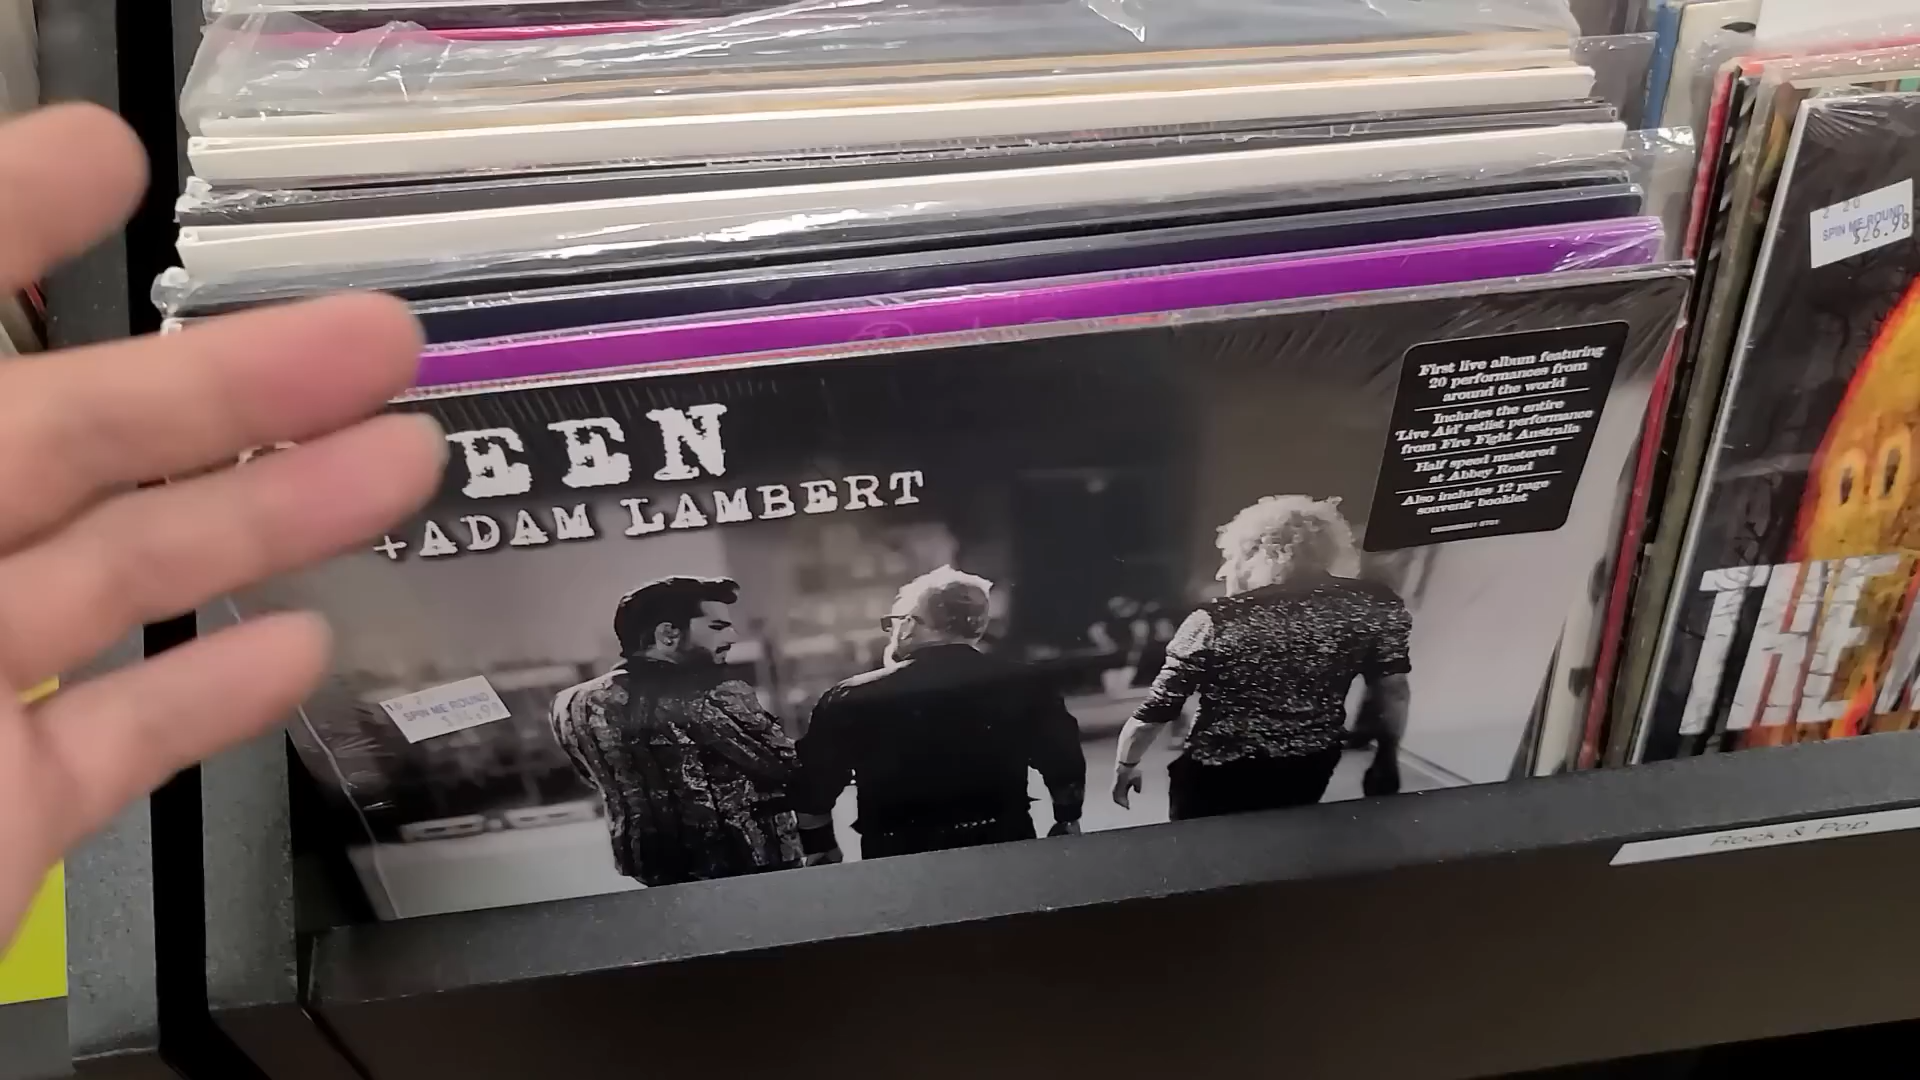 EEN
+ADAM LAMBERT
First live album featuring
20 performances from
around the world
Includes the entire
'Live Aid' setlist performance
from Fire Fight Australia
Half speed mastered
at Abbey Road
Also includes 12 page
souvenir booklet
SPIN ME ROUND
SPIN ME ROUND
$26.98
THE
Rock & Pop